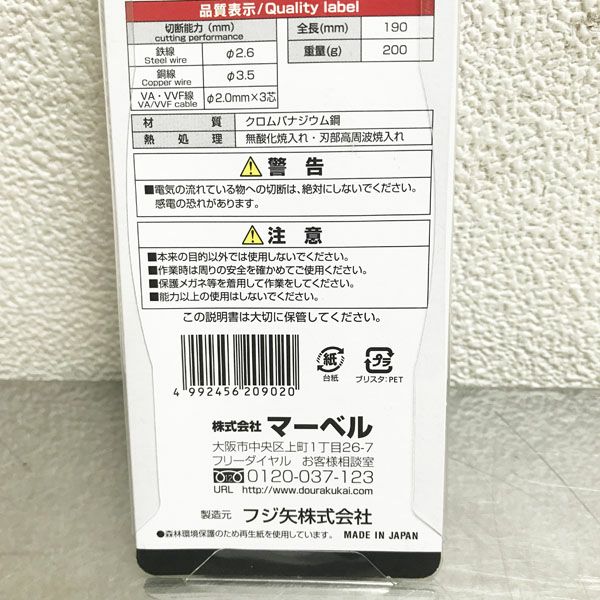 品質表示/Quality label
切断能力(mm)
cutting performance
全長(mm) 190
鉄線
Steel wire
φ2.6
重量(g) 200
銅線
Copper wire
φ3.5
VA・VVF線
VA/VVF cable
φ2.0mm×3芯
材質 クロムバナジウム鋼
熱処理 無酸化焼入れ・刃部高周波焼入れ
警告
■電気の流れている物への切断は、絶対にしないでください。
感電の恐れがあります。
注意
■本来の目的以外では使用しないでください。
■作業時は周りの安全を確かめてご使用ください。
■保護メガネ等を着用して作業をしてください。
■能力以上の使用はしないでください。
この説明書は大切に保管してください。
紙
台紙
プラ
ブリスタ:PET
4 992456 209020
株式会社 マーベル
大阪市中央区上町1丁目26-7
フリーダイヤル お客様相談室
0120-037-123
URL http://www.dourakukai.com/
製造元 フジ矢株式会社
●森林環境保護のため再生紙を使用しています。 MADE IN JAPAN